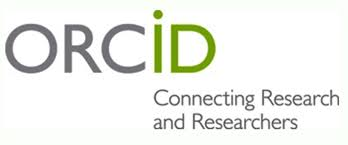 ORCiD
Connecting Research
and Researchers